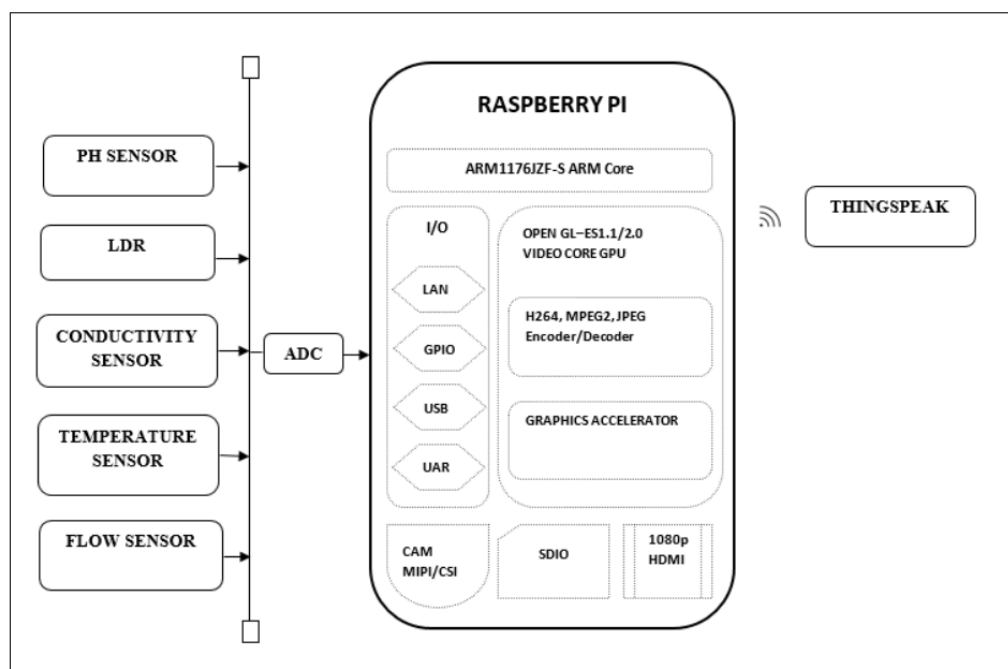 RASPBERRY PI
PH SENSOR
LDR
CONDUCTIVITY
SENSOR
TEMPERATURE
SENSOR
FLOW SENSOR
ADC
ARM1176JZF-S ARM Core
I/O
LAN
GPIO
USB
UAR
OPEN GL–ES1.1/2.0
VIDEO CORE GPU
H264, MPEG2, JPEG
Encoder/Decoder
GRAPHICS ACCELERATOR
CAM
MIPI/CSI
SDIO
1080p
HDMI
THINGSPEAK